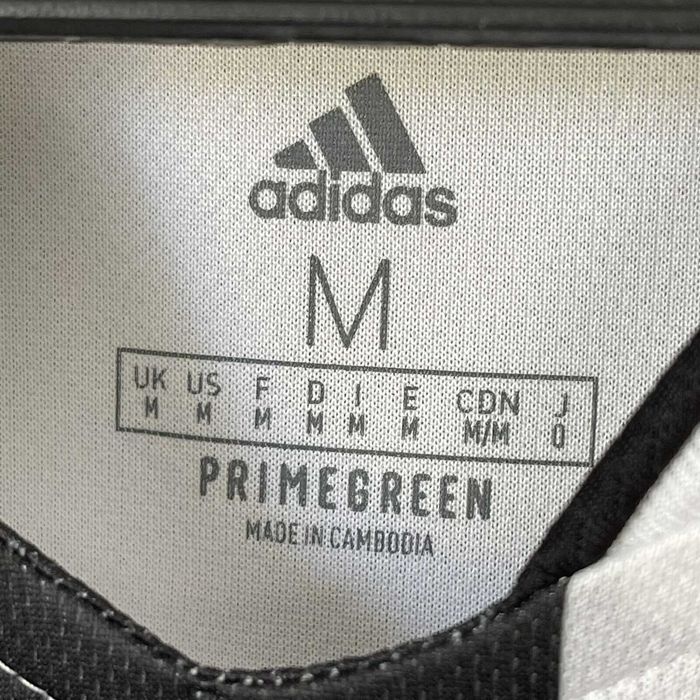 adidas
M
UK US F D I E CDN J
M M M M M M M/M O
PRIMEGREEN
MADE IN CAMBODIA